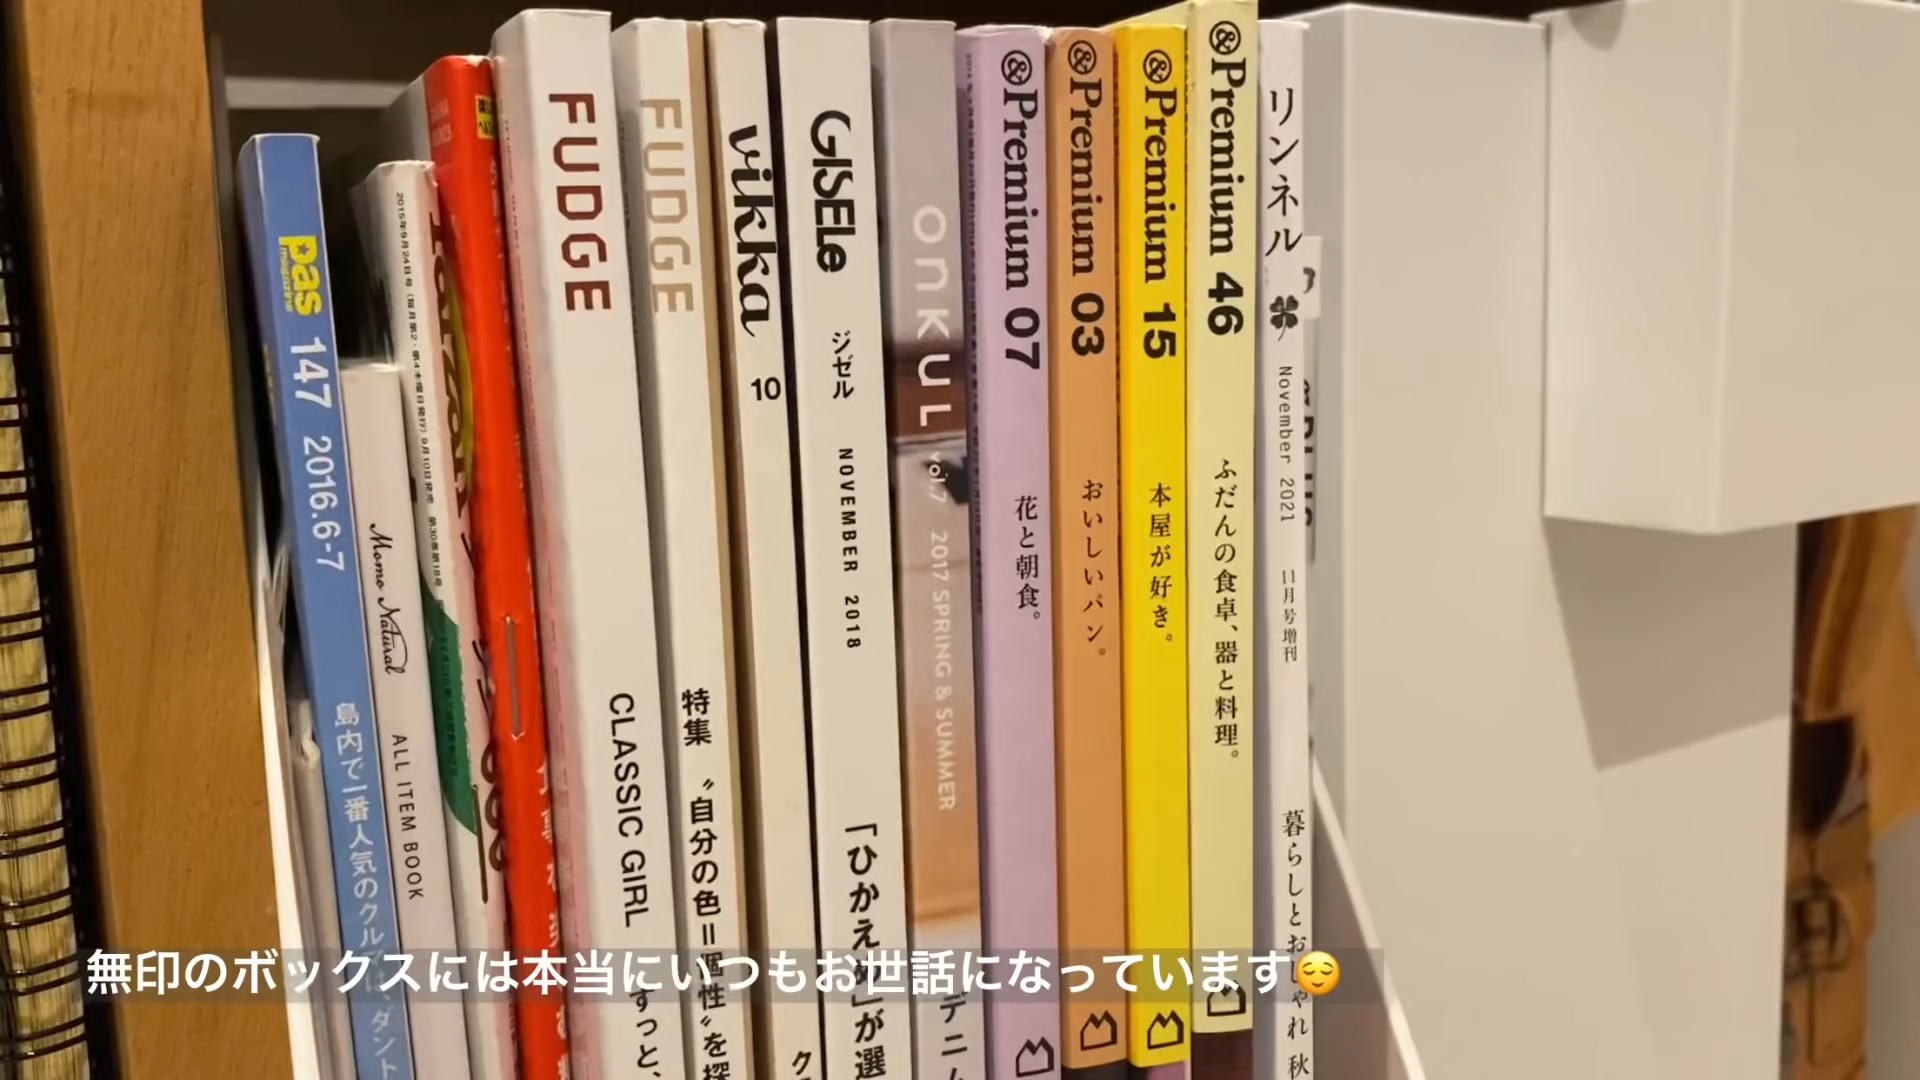 Pas magazine 147 2016.6-7 島内で一番人気のクル
Momo Natural ALL ITEM BOOK
Tarzan
FUDGE CLASSIC GIRL ずっと、
FUDGE 特集 〝自分の色=個性〟を探
vikka 10
GISELe ジゼル NOVEMBER 2018 「ひかえめ」が選
onkuL vol.7 2017 SPRING & SUMMER デニム
&Premium 07 花と朝食。
&Premium 03 おいしいパン。
&Premium 15 本屋が好き。
&Premium 46 ふだんの食卓、器と料理。
リンネル November 2021 11月号増刊 暮らしとおしゃれ 秋
無印のボックスには本当にいつもお世話になっています😌